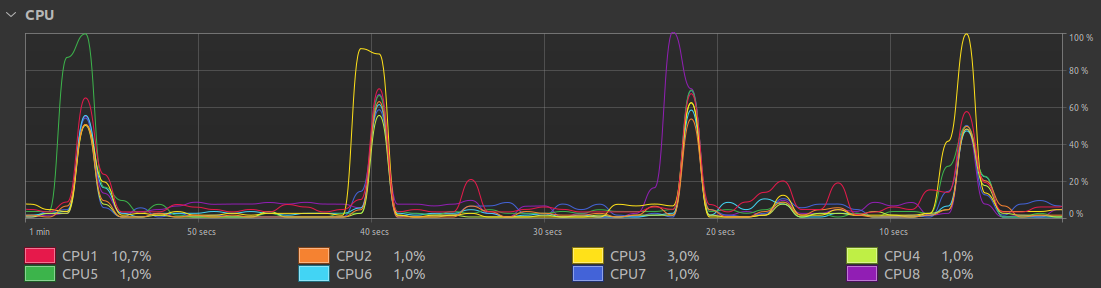 CPU
100 %
80 %
60 %
40 %
20 %
0 %
1 min 50 secs 40 secs 30 secs 20 secs 10 secs
CPU1 10,7% CPU2 1,0% CPU3 3,0% CPU4 1,0%
CPU5 1,0% CPU6 1,0% CPU7 1,0% CPU8 8,0%